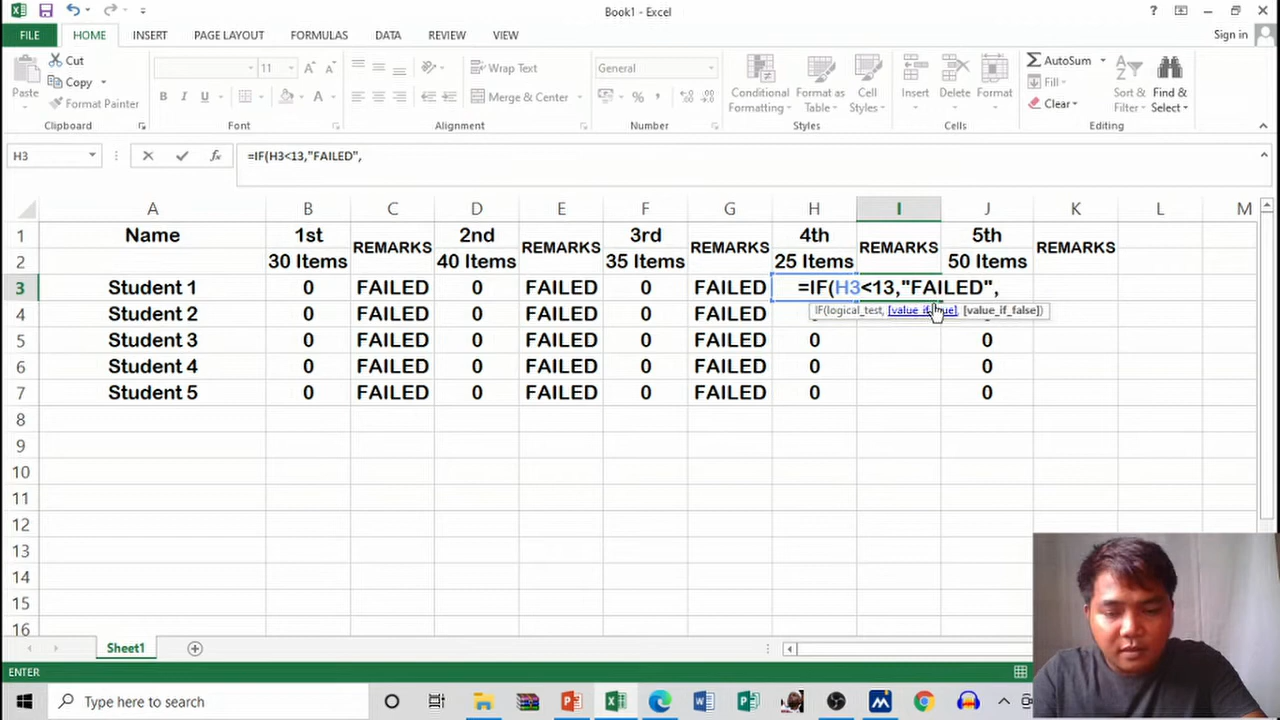 Book1 - Excel
?
FILE HOME INSERT PAGE LAYOUT FORMULAS DATA REVIEW VIEW Sign in
Paste
Cut
Copy
Format Painter
Clipboard
11
B I U
Font
Wrap Text
Merge & Center
Alignment
General
%
Number
Conditional Formatting
Format as Table
Cell Styles
Styles
Insert Delete Format
Cells
AutoSum
Fill
Clear
Sort & Filter
Find & Select
Editing
H3 fx =IF(H3<13,"FAILED",
A B C D E F G H I J K L M
1 Name 1st REMARKS 2nd REMARKS 3rd REMARKS 4th REMARKS 5th REMARKS
2 30 Items 40 Items 35 Items 25 Items 50 Items
3 Student 1 0 FAILED 0 FAILED 0 FAILED =IF(H3<13,"FAILED",
IF(logical_test, [value_if_true], [value_if_false])
4 Student 2 0 FAILED 0 FAILED 0 FAILED
5 Student 3 0 FAILED 0 FAILED 0 FAILED 0 0
6 Student 4 0 FAILED 0 FAILED 0 FAILED 0 0
7 Student 5 0 FAILED 0 FAILED 0 FAILED 0 0
8
9
10
11
12
13
14
15
16
Sheet1
ENTER
Type here to search